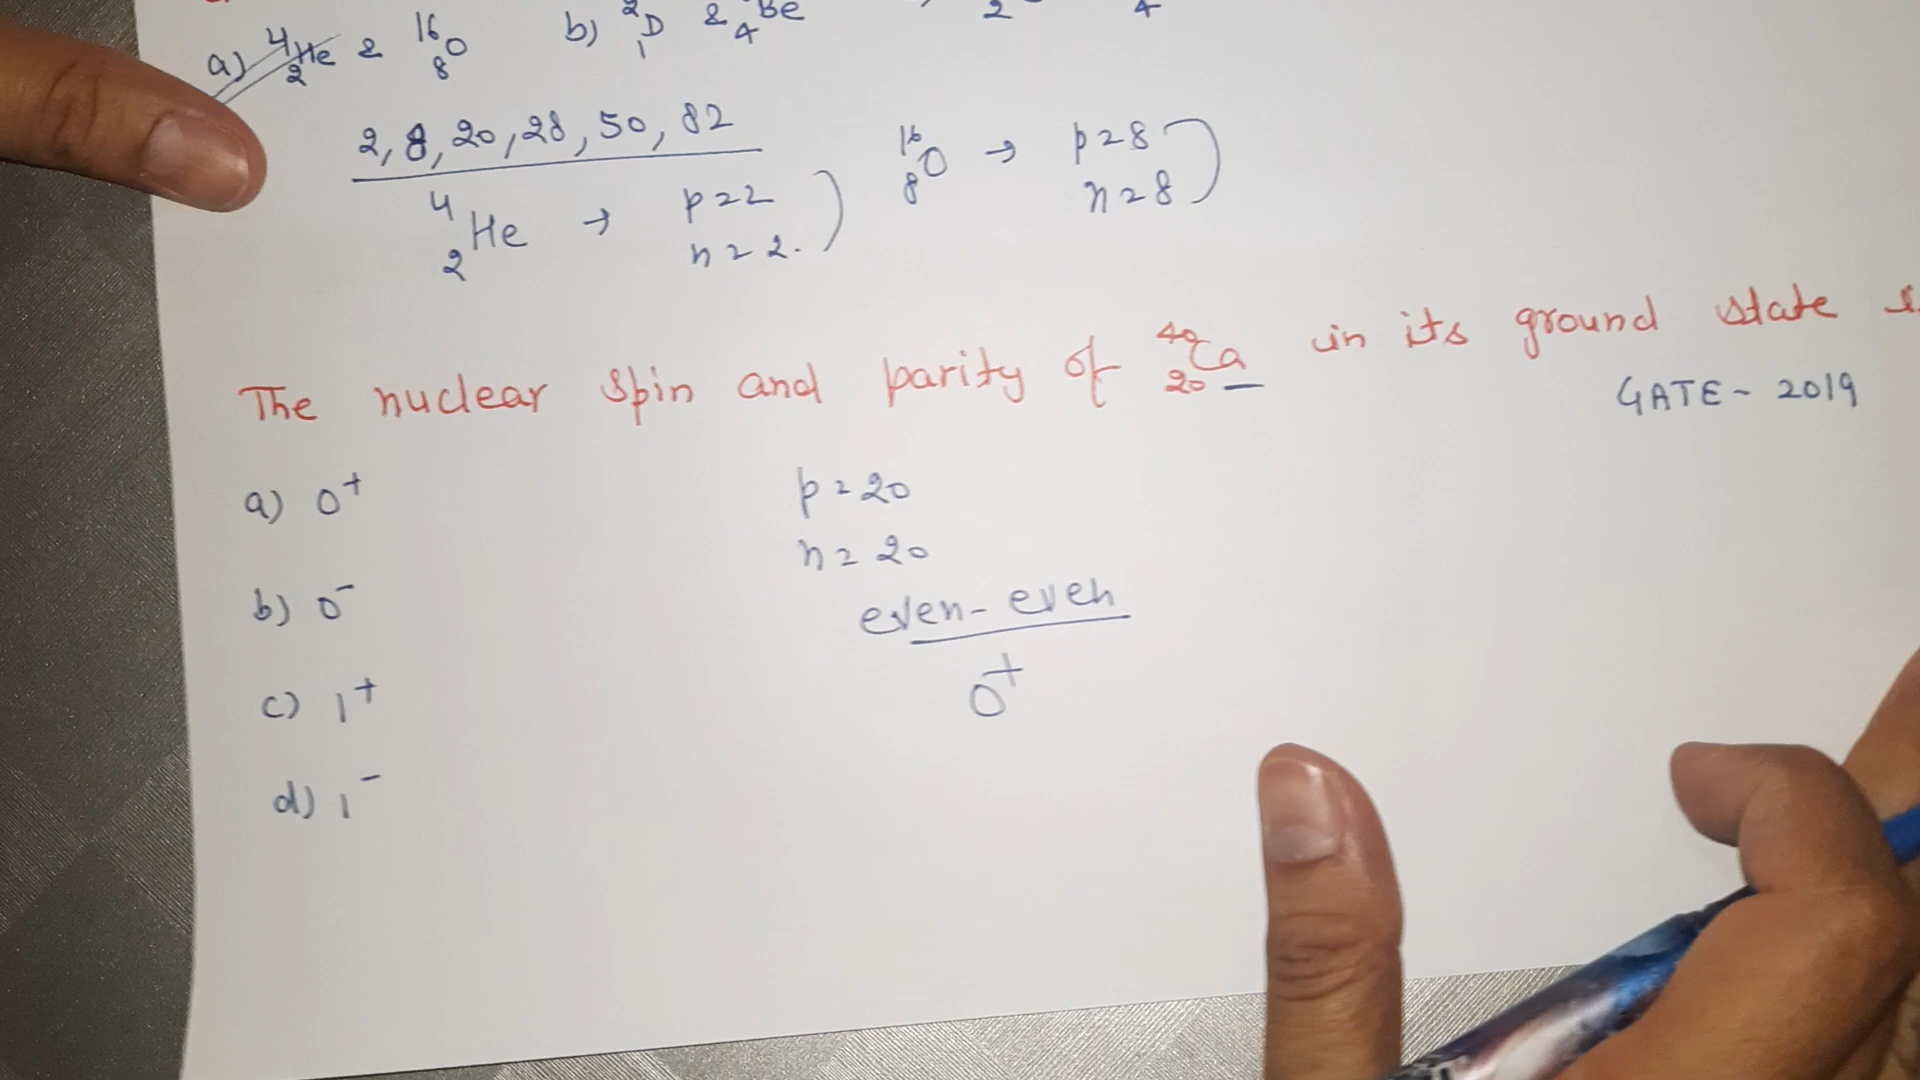 a) ⁴₂He & ¹⁶₈O b) ²₁D & ₄Be 2 4
2, 8, 20, 28, 50, 82
⁴₂He → p=2 n=2.) ¹⁶₈O → p=8 n=8)
The nuclear spin and parity of ⁴⁰₂₀Ca in its ground state
GATE - 2019
a) 0⁺
p=20
n=20
b) 0⁻
even-even
0⁺
c) 1⁺
d) 1⁻